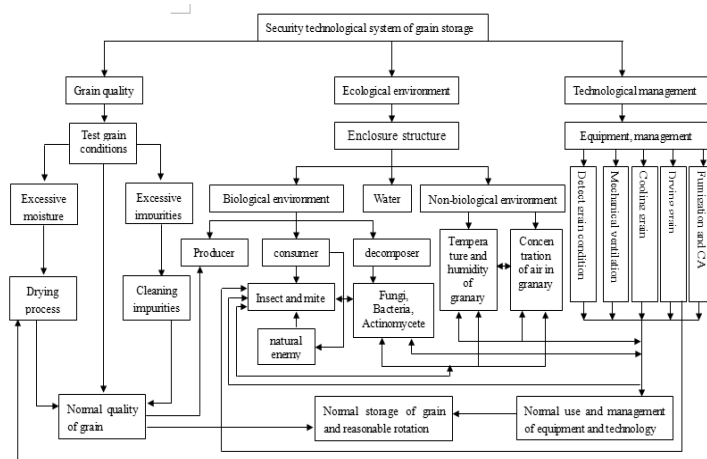 Security technological system of grain storage
Grain quality
Ecological environment
Technological management
Test grain
conditions
Enclosure structure
Equipment, management
Excessive
moisture
Excessive
impurities
Biological environment
Water
Non-biological environment
Detect grain condition
Mechanical ventilation
Cooling grain
Drying grain
Fumigation and CA
Producer
consumer
decomposer
Tempera
ture and
humidity of
granary
Concen
tration of
air in
granary
Drying
process
Cleaning
impurities
Insect and mite
Fungi,
Bacteria,
Actinomycete
natural
enemy
Normal quality
of grain
Normal storage of grain
and reasonable rotation
Normal use and management
of equipment and technology